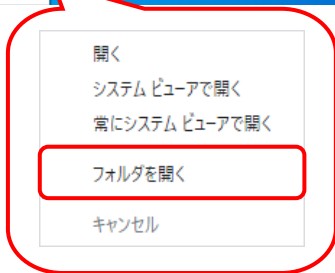 開く
システム ビューアで開く
常にシステム ビューアで開く
フォルダを開く
キャンセル